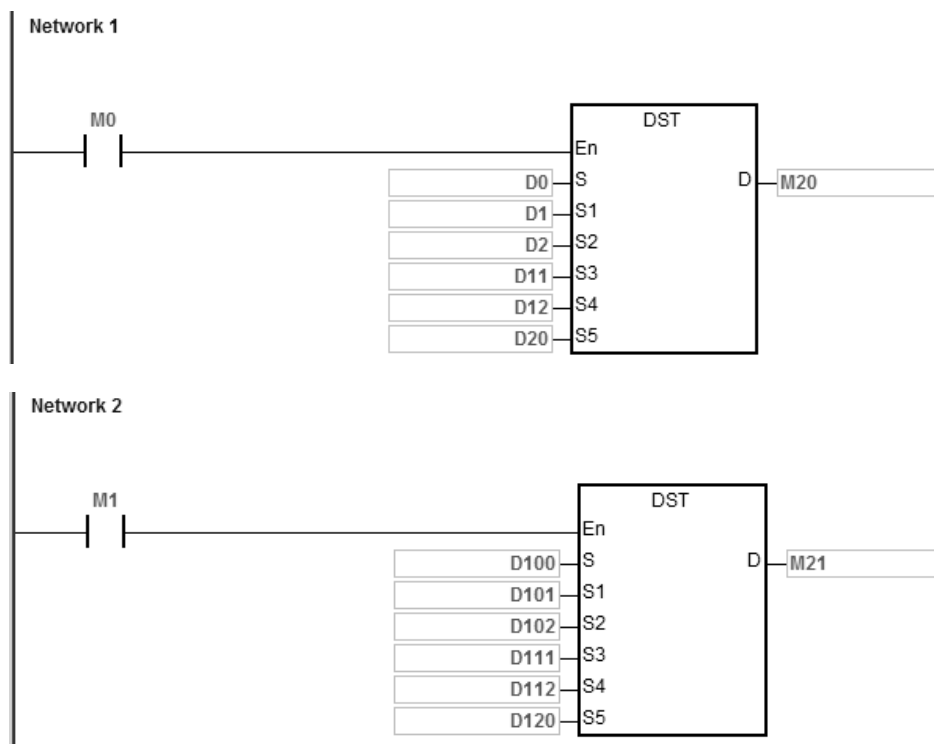 Network 1
M0
DST
En
D0 S D M20
D1 S1
D2 S2
D11 S3
D12 S4
D20 S5
Network 2
M1
DST
En
D100 S D M21
D101 S1
D102 S2
D111 S3
D112 S4
D120 S5